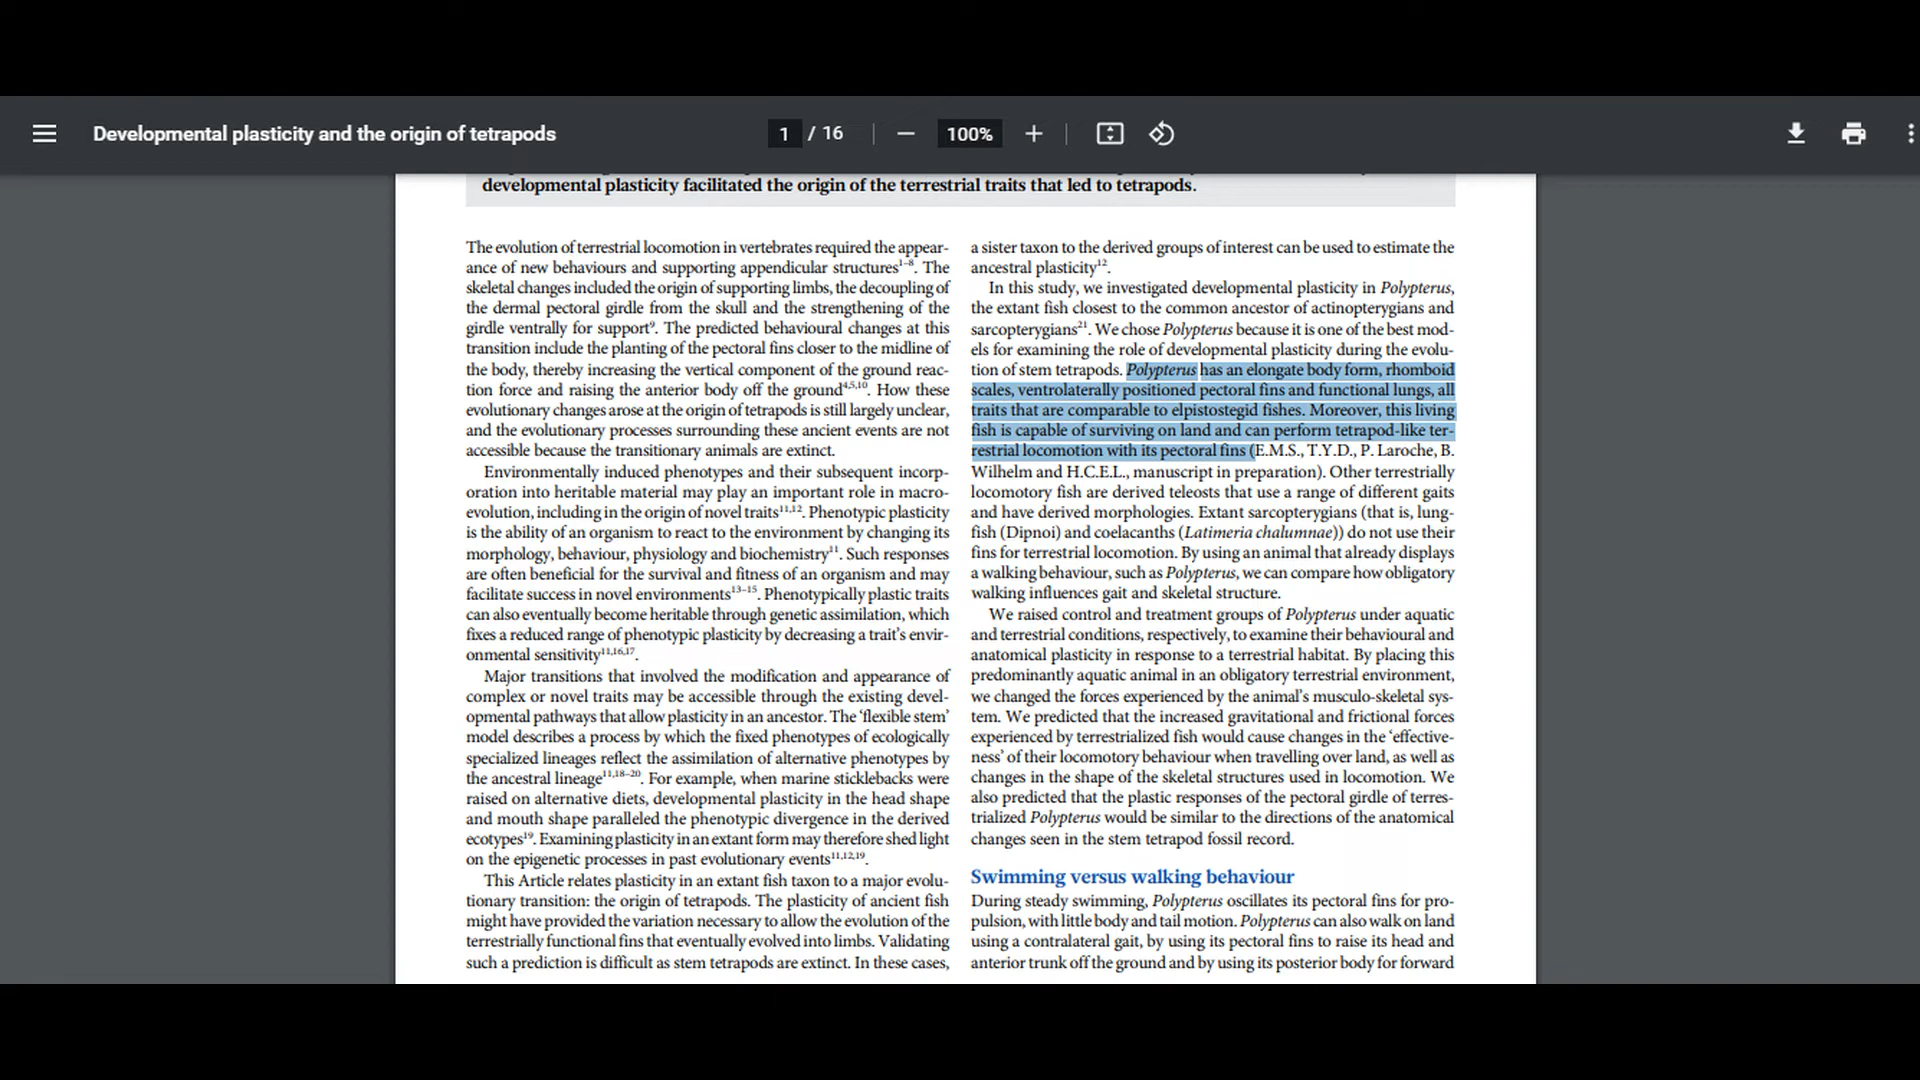 Developmental plasticity and the origin of tetrapods
1 / 16
100%
developmental plasticity facilitated the origin of the terrestrial traits that led to tetrapods.
The evolution of terrestrial locomotion in vertebrates required the appear-
ance of new behaviours and supporting appendicular structures1–8. The
skeletal changes included the origin of supporting limbs, the decoupling of
the dermal pectoral girdle from the skull and the strengthening of the
girdle ventrally for support9. The predicted behavioural changes at this
transition include the planting of the pectoral fins closer to the midline of
the body, thereby increasing the vertical component of the ground reac-
tion force and raising the anterior body off the ground4,5,10. How these
evolutionary changes arose at the origin of tetrapods is still largely unclear,
and the evolutionary processes surrounding these ancient events are not
accessible because the transitionary animals are extinct.
Environmentally induced phenotypes and their subsequent incorp-
oration into heritable material may play an important role in macro-
evolution, including in the origin of novel traits11,12. Phenotypic plasticity
is the ability of an organism to react to the environment by changing its
morphology, behaviour, physiology and biochemistry11. Such responses
are often beneficial for the survival and fitness of an organism and may
facilitate success in novel environments13–15. Phenotypically plastic traits
can also eventually become heritable through genetic assimilation, which
fixes a reduced range of phenotypic plasticity by decreasing a trait's envir-
onmental sensitivity11,16,17.
Major transitions that involved the modification and appearance of
complex or novel traits may be accessible through the existing devel-
opmental pathways that allow plasticity in an ancestor. The 'flexible stem'
model describes a process by which the fixed phenotypes of ecologically
specialized lineages reflect the assimilation of alternative phenotypes by
the ancestral lineage11,18–20. For example, when marine sticklebacks were
raised on alternative diets, developmental plasticity in the head shape
and mouth shape paralleled the phenotypic divergence in the derived
ecotypes19. Examining plasticity in an extant form may therefore shed light
on the epigenetic processes in past evolutionary events11,12,19.
This Article relates plasticity in an extant fish taxon to a major evolu-
tionary transition: the origin of tetrapods. The plasticity of ancient fish
might have provided the variation necessary to allow the evolution of the
terrestrially functional fins that eventually evolved into limbs. Validating
such a prediction is difficult as stem tetrapods are extinct. In these cases,
a sister taxon to the derived groups of interest can be used to estimate the
ancestral plasticity12.
In this study, we investigated developmental plasticity in Polypterus,
the extant fish closest to the common ancestor of actinopterygians and
sarcopterygians21. We chose Polypterus because it is one of the best mod-
els for examining the role of developmental plasticity during the evolu-
tion of stem tetrapods. Polypterus has an elongate body form, rhomboid
scales, ventrolaterally positioned pectoral fins and functional lungs, all
traits that are comparable to elpistostegid fishes. Moreover, this living
fish is capable of surviving on land and can perform tetrapod-like ter-
restrial locomotion with its pectoral fins (E.M.S., T.Y.D., P. Laroche, B.
Wilhelm and H.C.E.L., manuscript in preparation). Other terrestrially
locomotory fish are derived teleosts that use a range of different gaits
and have derived morphologies. Extant sarcopterygians (that is, lung-
fish (Dipnoi) and coelacanths (Latimeria chalumnae)) do not use their
fins for terrestrial locomotion. By using an animal that already displays
a walking behaviour, such as Polypterus, we can compare how obligatory
walking influences gait and skeletal structure.
We raised control and treatment groups of Polypterus under aquatic
and terrestrial conditions, respectively, to examine their behavioural and
anatomical plasticity in response to a terrestrial habitat. By placing this
predominantly aquatic animal in an obligatory terrestrial environment,
we changed the forces experienced by the animal's musculo-skeletal sys-
tem. We predicted that the increased gravitational and frictional forces
experienced by terrestrialized fish would cause changes in the 'effective-
ness' of their locomotory behaviour when travelling over land, as well as
changes in the shape of the skeletal structures used in locomotion. We
also predicted that the plastic responses of the pectoral girdle of terres-
trialized Polypterus would be similar to the directions of the anatomical
changes seen in the stem tetrapod fossil record.
Swimming versus walking behaviour
During steady swimming, Polypterus oscillates its pectoral fins for pro-
pulsion, with little body and tail motion. Polypterus can also walk on land
using a contralateral gait, by using its pectoral fins to raise its head and
anterior trunk off the ground and by using its posterior body for forward